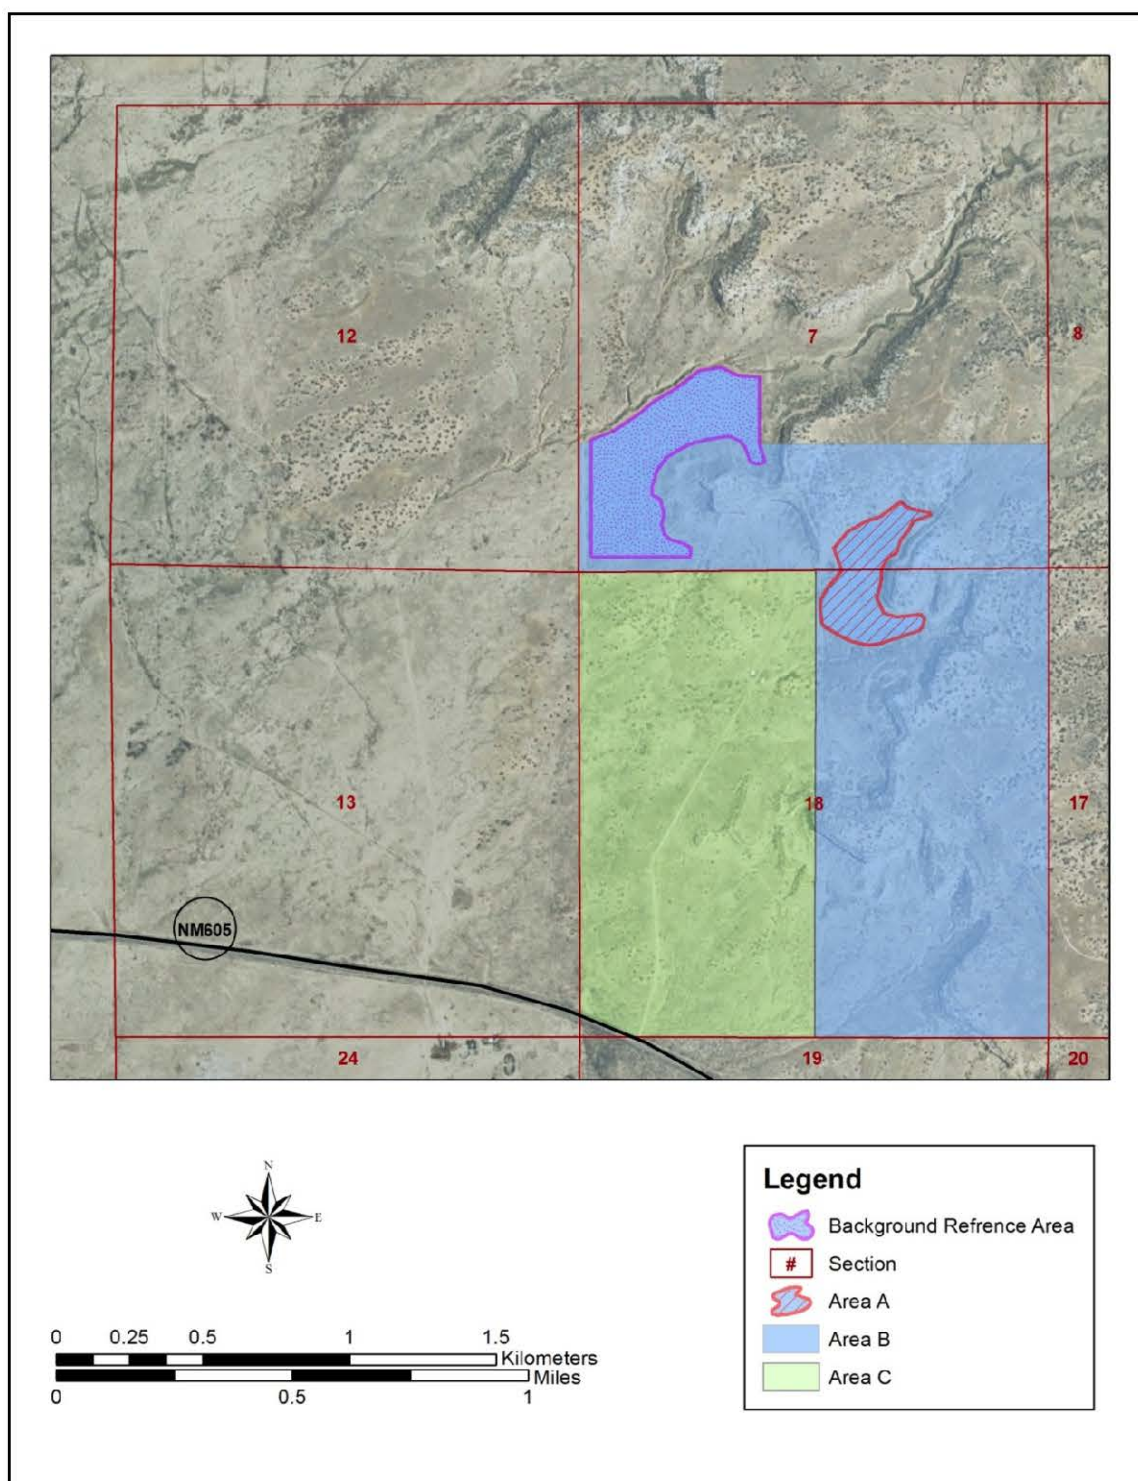 12
7
8
13
18
17
NM605
24
19
20
N
W E
S
Legend
Background Refrence Area
# Section
Area A
Area B
Area C
0 0.25 0.5 1 1.5
Kilometers
Miles
0 0.5 1